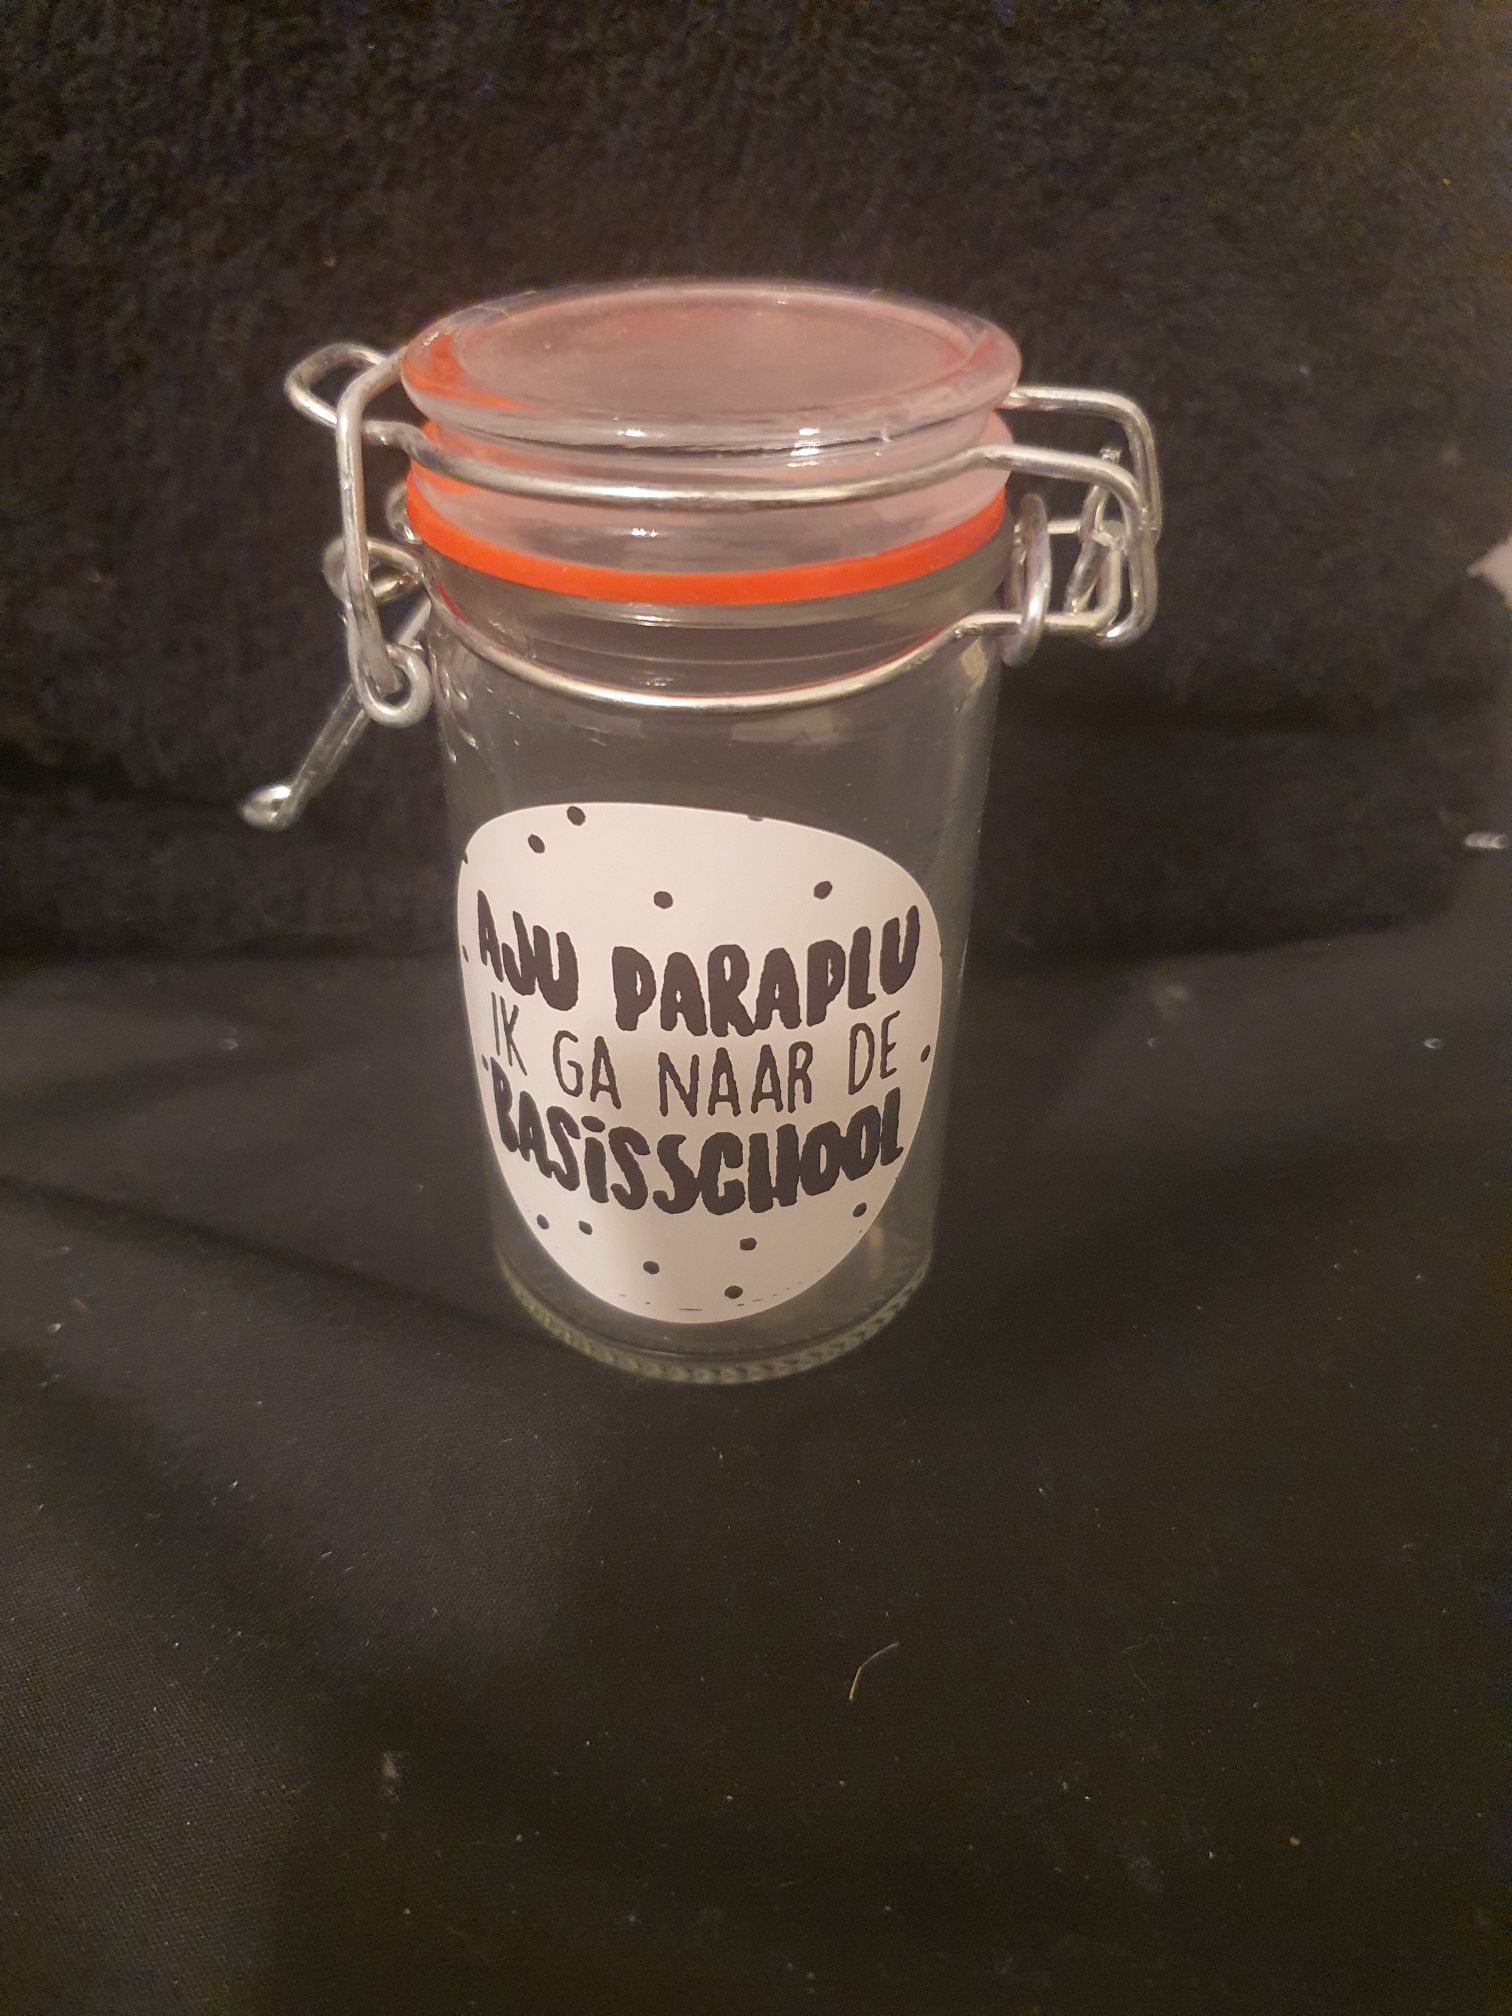 AJU PARAPLU
IK GA NAAR DE
BASISSCHOOL